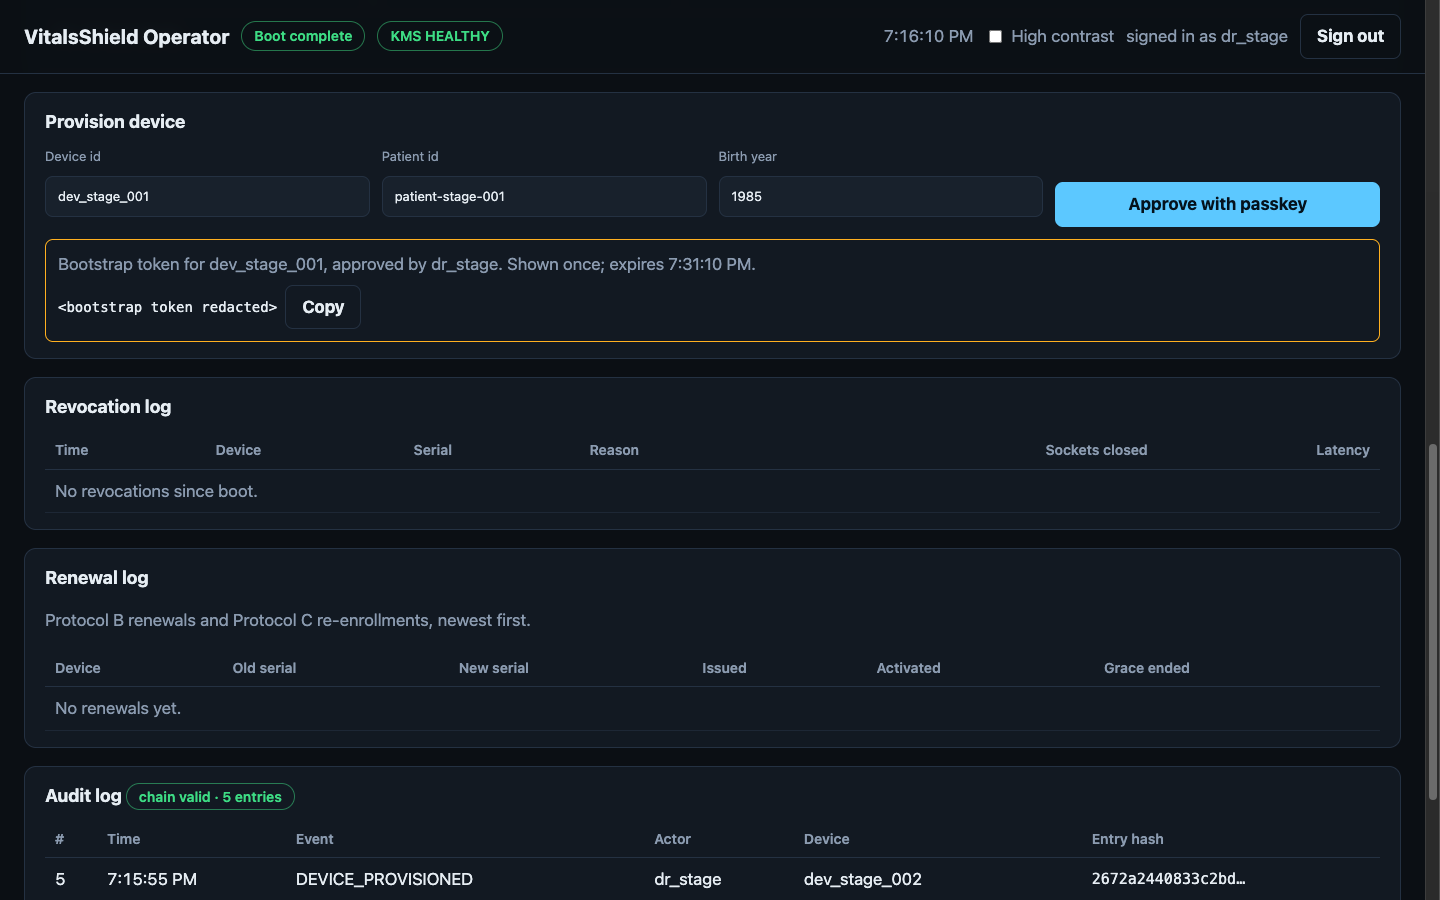 VitalsShield Operator Boot complete KMS HEALTHY 7:16:10 PM High contrast signed in as dr_stage Sign out
Provision device
Device id Patient id Birth year
dev_stage_001 patient-stage-001 1985 Approve with passkey
Bootstrap token for dev_stage_001, approved by dr_stage. Shown once; expires 7:31:10 PM.
<bootstrap token redacted> Copy
Revocation log
Time Device Serial Reason Sockets closed Latency
No revocations since boot.
Renewal log
Protocol B renewals and Protocol C re-enrollments, newest first.
Device Old serial New serial Issued Activated Grace ended
No renewals yet.
Audit log chain valid · 5 entries
# Time Event Actor Device Entry hash
5 7:15:55 PM DEVICE_PROVISIONED dr_stage dev_stage_002 2672a2440833c2bd…